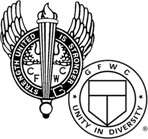 STRENGTH UNITED IS STRONGER
G F W C
G F W C
UNITY IN DIVERSITY
®